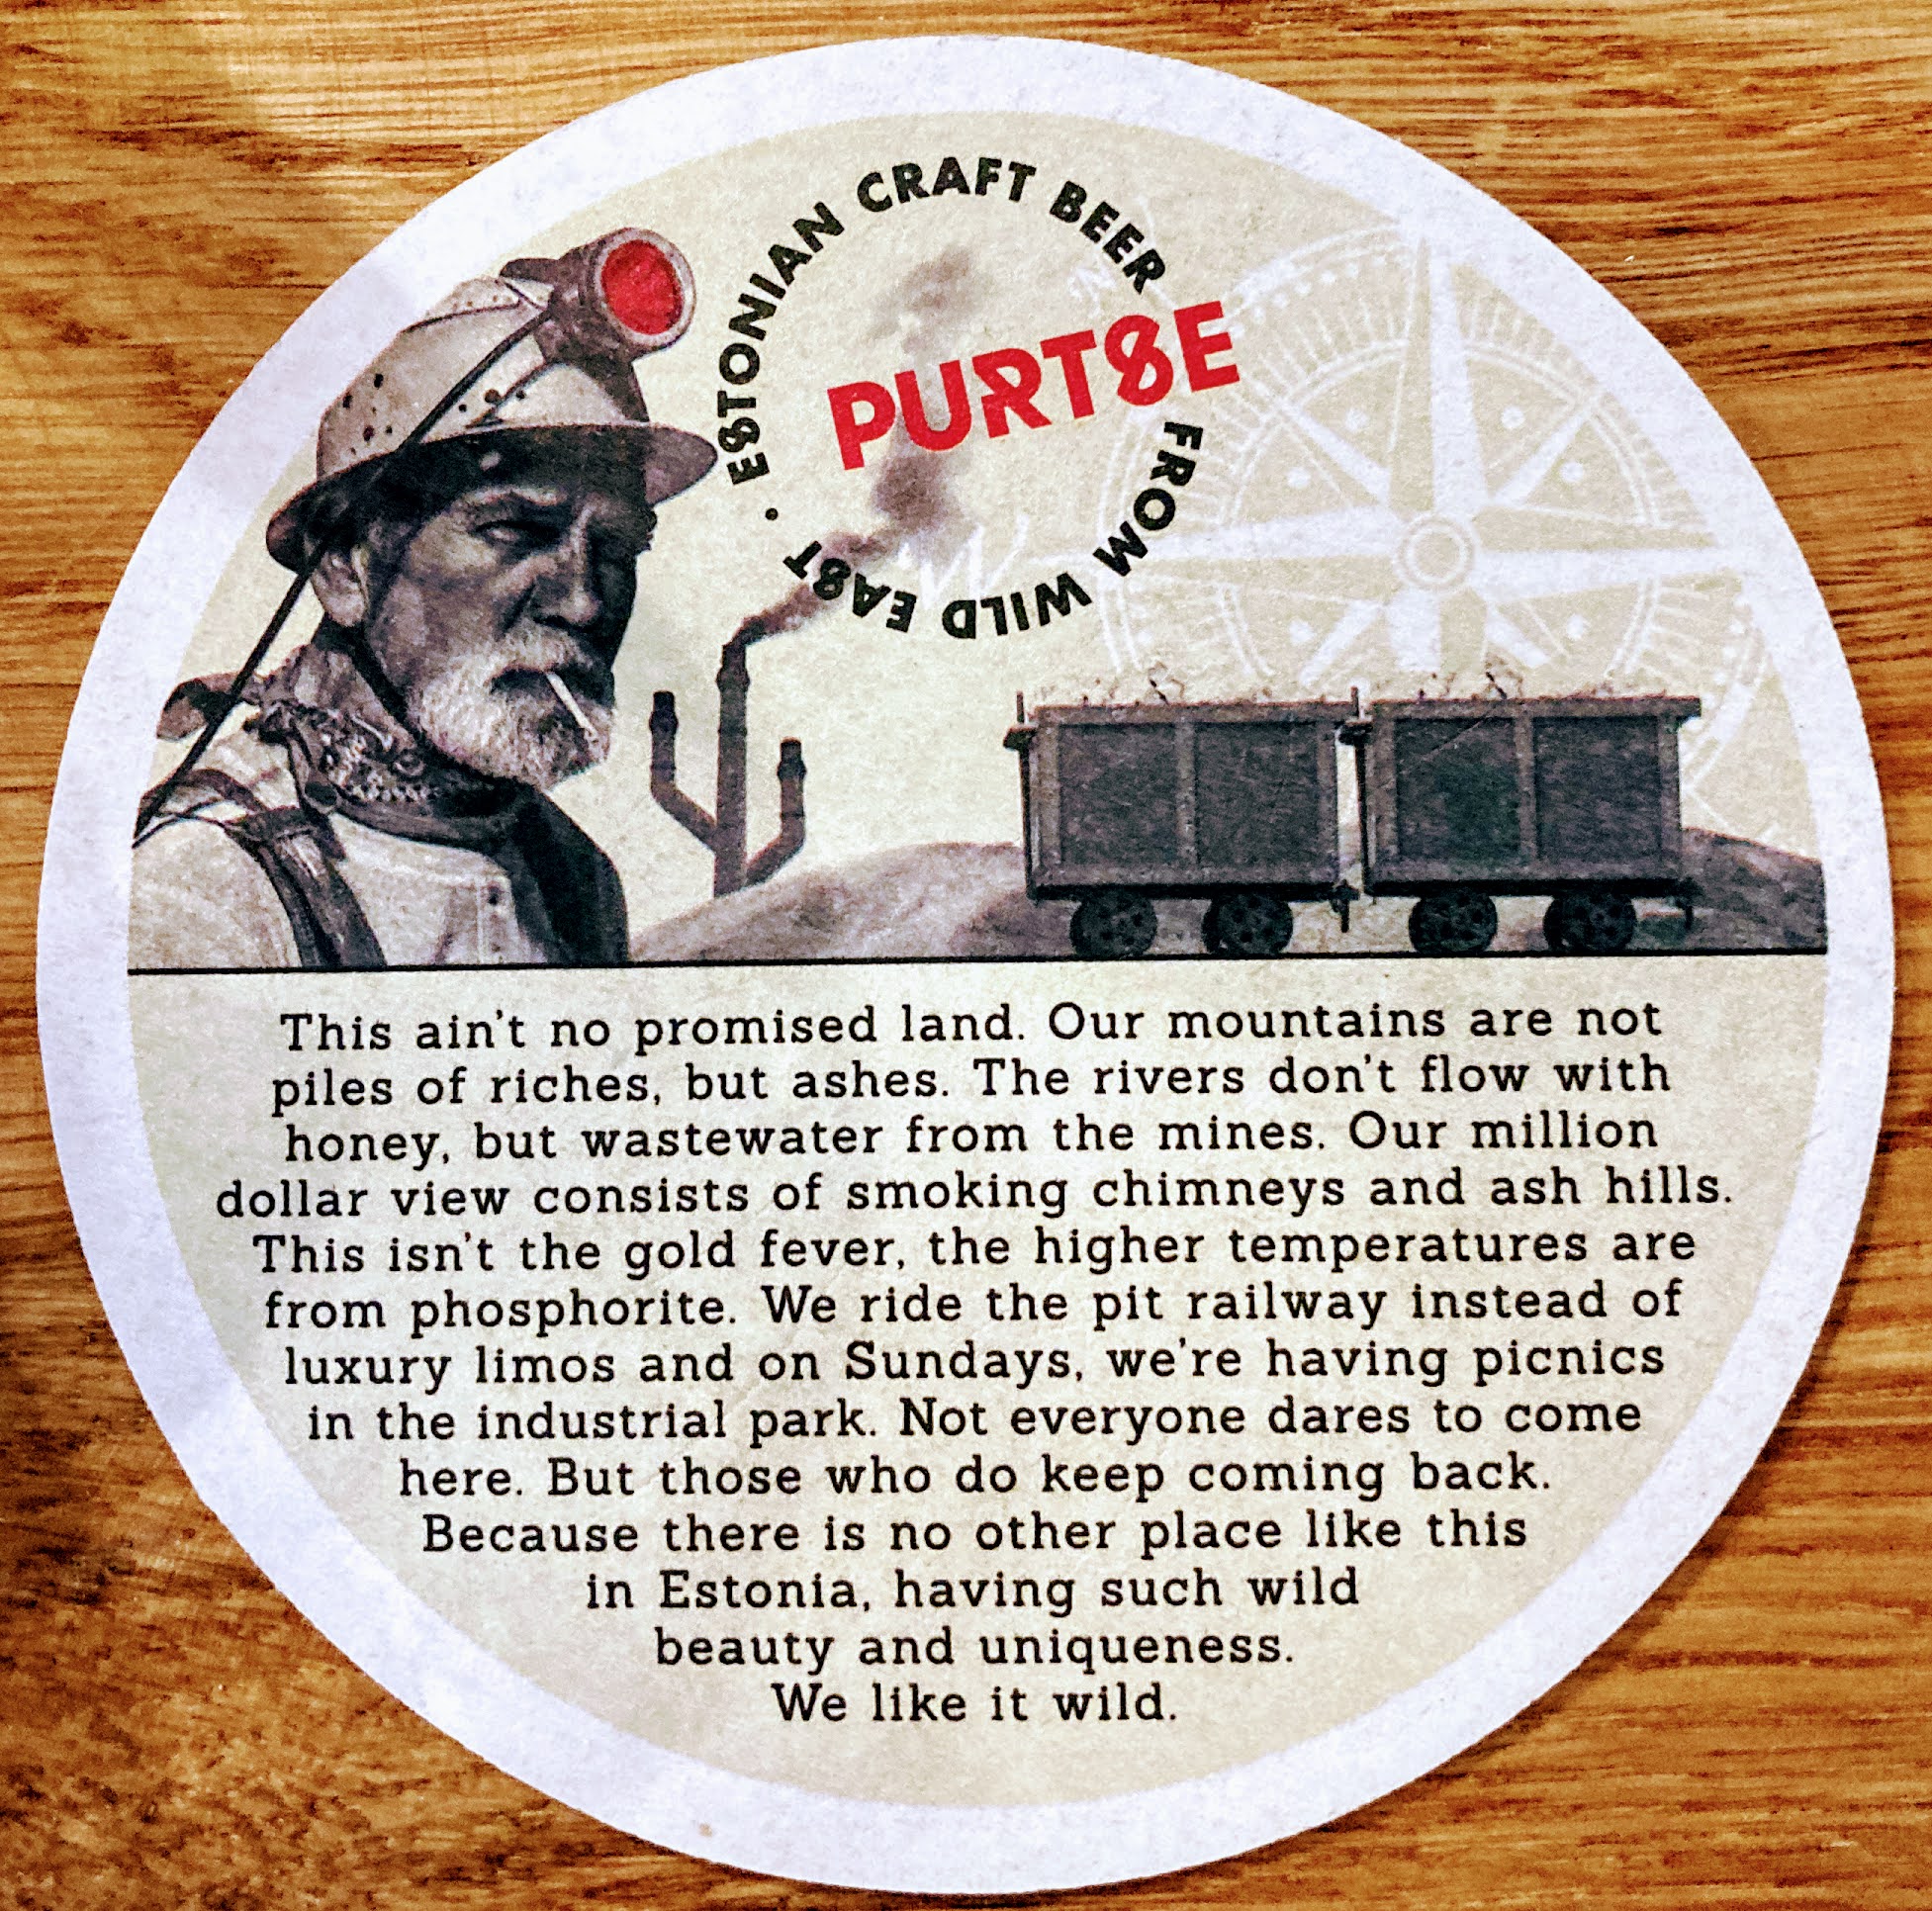 ESTONIAN CRAFT BEER
PURTSE
FROM WILD EAST ·
This ain't no promised land. Our mountains are not
piles of riches, but ashes. The rivers don't flow with
honey, but wastewater from the mines. Our million
dollar view consists of smoking chimneys and ash hills.
This isn't the gold fever, the higher temperatures are
from phosphorite. We ride the pit railway instead of
luxury limos and on Sundays, we're having picnics
in the industrial park. Not everyone dares to come
here. But those who do keep coming back.
Because there is no other place like this
in Estonia, having such wild
beauty and uniqueness.
We like it wild.